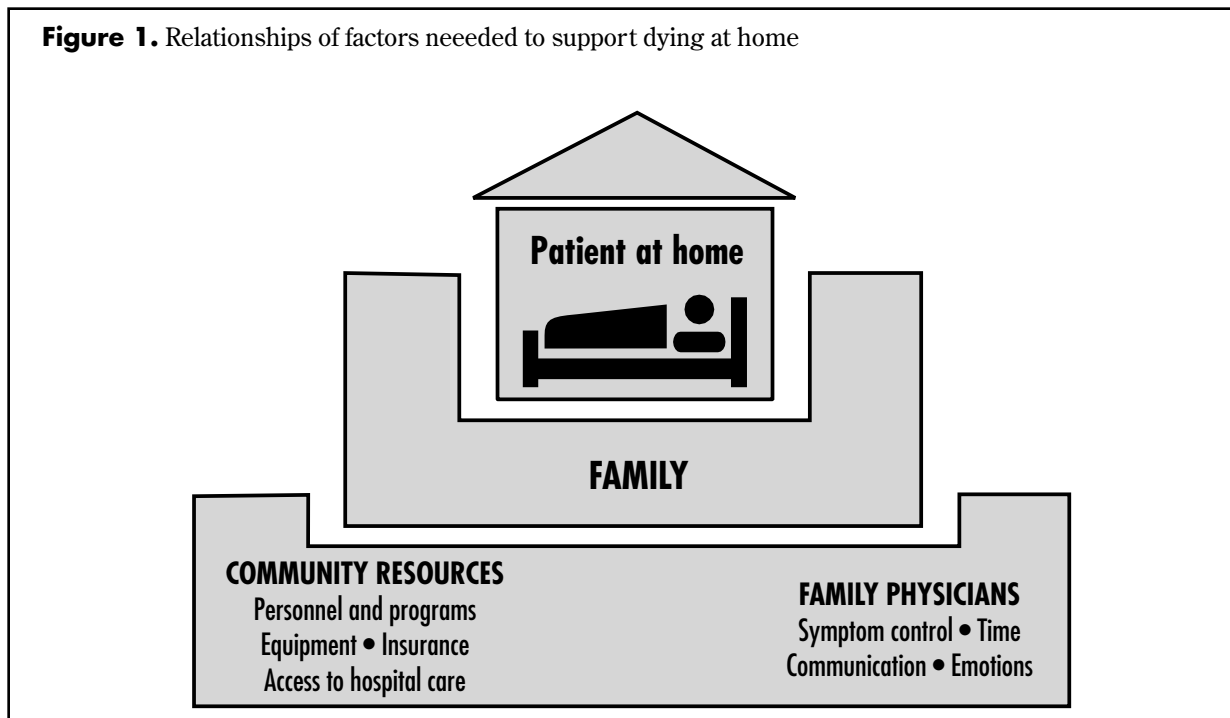 Figure 1. Relationships of factors neeeded to support dying at home
Patient at home
FAMILY
COMMUNITY RESOURCES
Personnel and programs
Equipment • Insurance
Access to hospital care
FAMILY PHYSICIANS
Symptom control • Time
Communication • Emotions